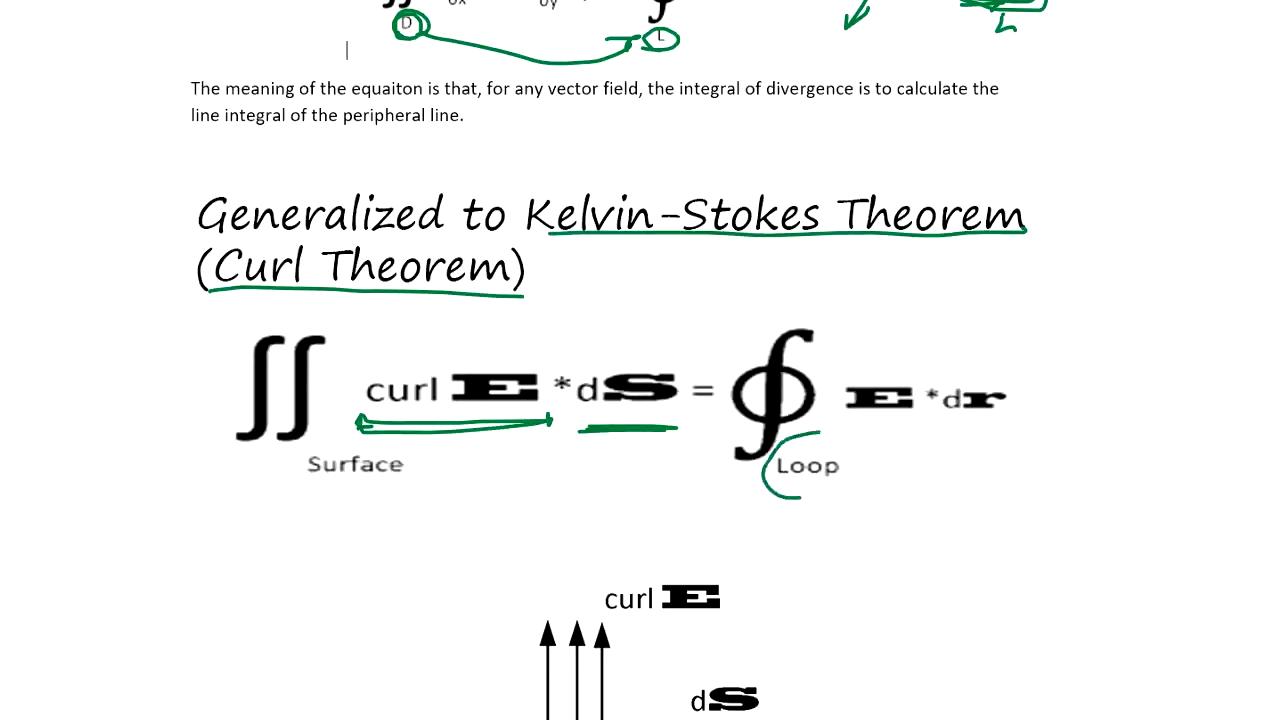 D
L
L
The meaning of the equaiton is that, for any vector field, the integral of divergence is to calculate the
line integral of the peripheral line.
Generalized to Kelvin-Stokes Theorem
(Curl Theorem)
∬ curl E *dS = ∮ E *dr
Surface
Loop
curl E
dS